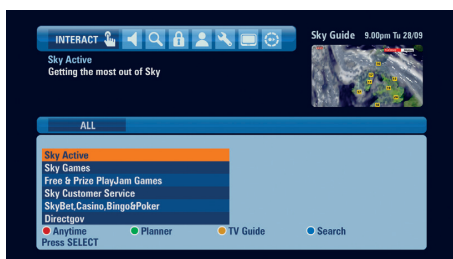 INTERACT
Sky Guide 9.00pm Tu 28/09
Sky Active
Getting the most out of Sky
ALL
Sky Active
Sky Games
Free & Prize PlayJam Games
Sky Customer Service
SkyBet,Casino,Bingo&Poker
Directgov
Anytime Planner TV Guide Search
Press SELECT